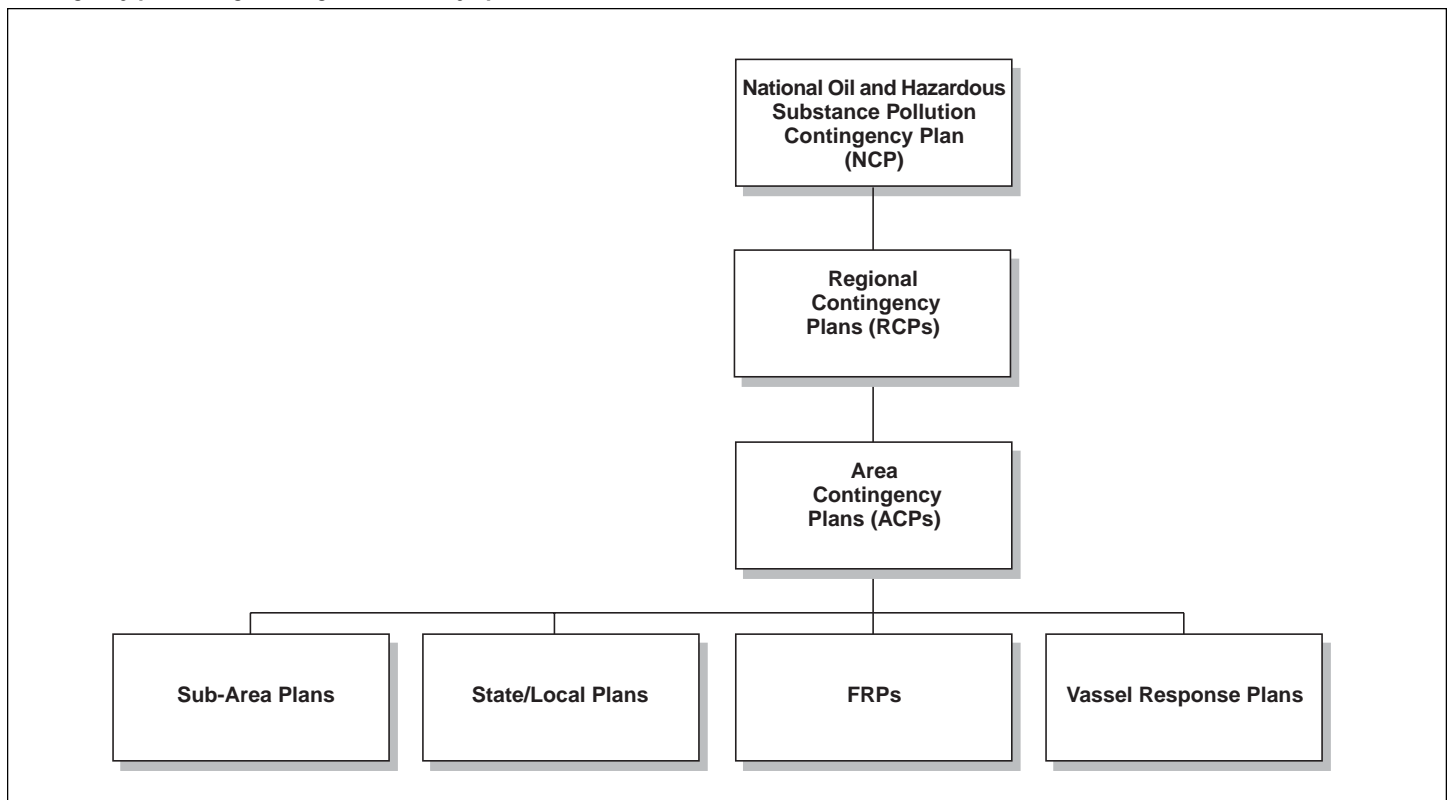 National Oil and Hazardous
Substance Pollution
Contingency Plan
(NCP)
Regional
Contingency
Plans (RCPs)
Area
Contingency
Plans (ACPs)
Sub-Area Plans
State/Local Plans
FRPs
Vassel Response Plans